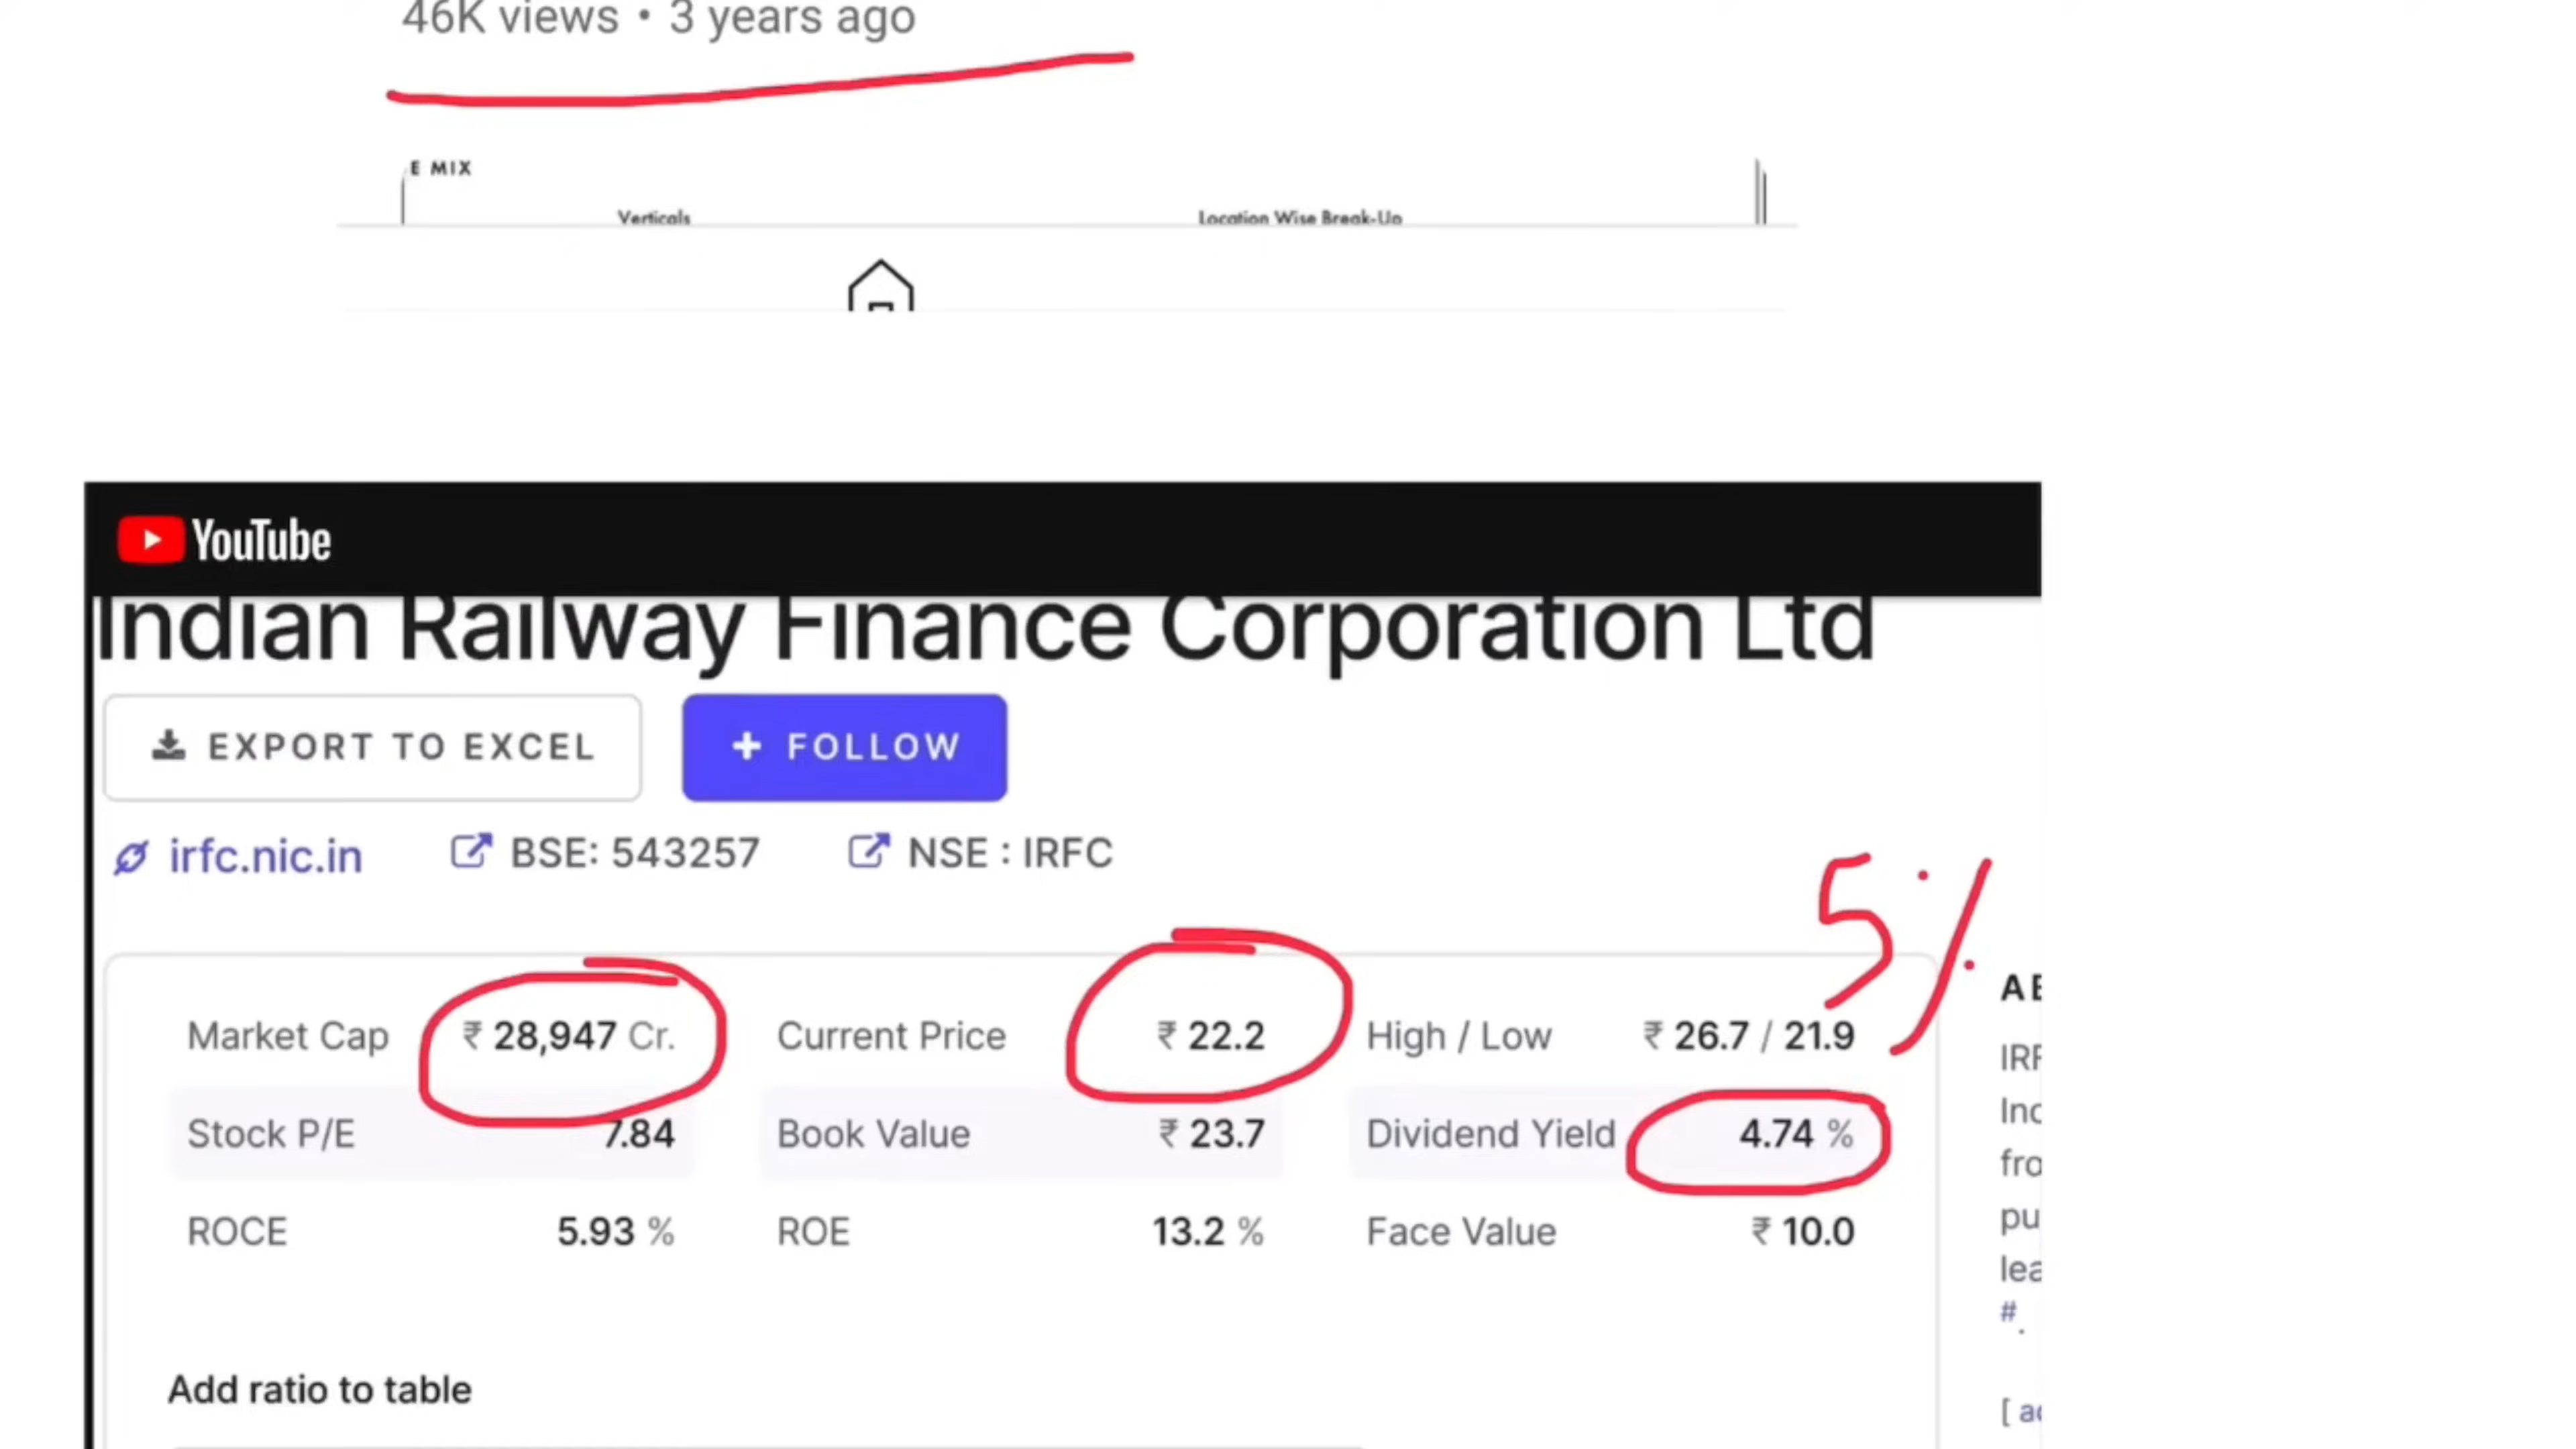 46K views • 3 years ago
E MIX
Verticals Location Wise Break-Up
YouTube
Indian Railway Finance Corporation Ltd
EXPORT TO EXCEL + FOLLOW
irfc.nic.in BSE: 543257 NSE : IRFC
5%
Market Cap ₹ 28,947 Cr. Current Price ₹ 22.2 High / Low ₹ 26.7 / 21.9
Stock P/E 7.84 Book Value ₹ 23.7 Dividend Yield 4.74 %
ROCE 5.93 % ROE 13.2 % Face Value ₹ 10.0
Add ratio to table